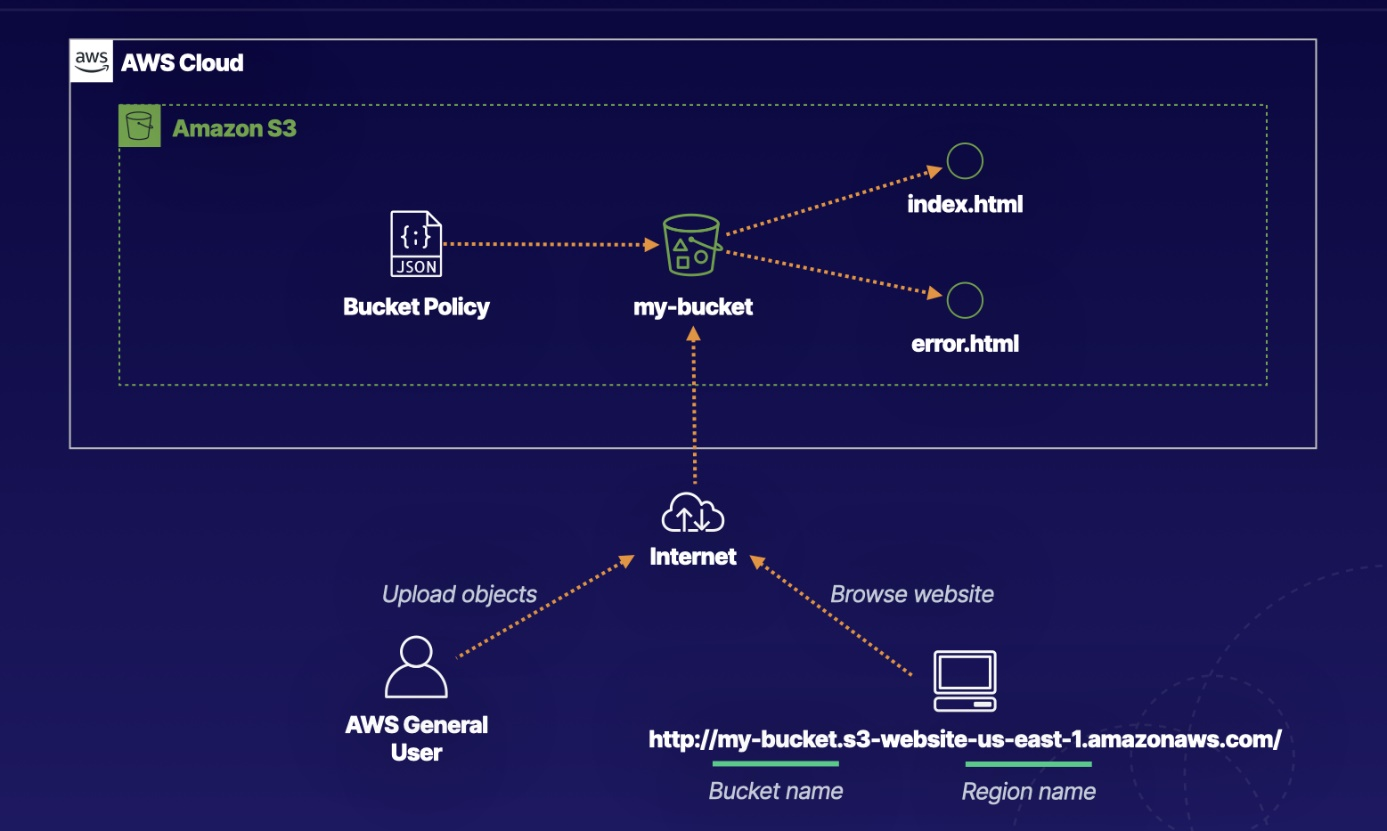 aws
AWS Cloud
Amazon S3
{;}
JSON
Bucket Policy
my-bucket
index.html
error.html
Internet
Upload objects
Browse website
AWS General
User
http://my-bucket.s3-website-us-east-1.amazonaws.com/
Bucket name
Region name